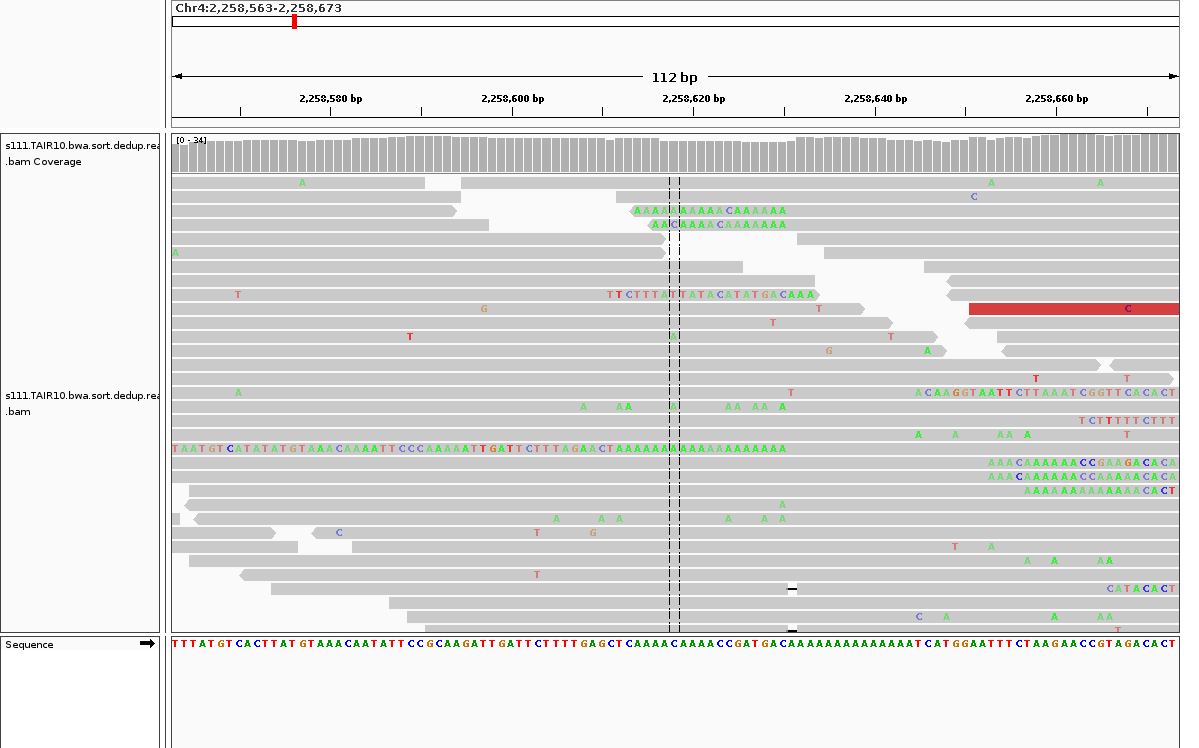 Chr4:2,258,563-2,258,673
112 bp
2,258,580 bp 2,258,600 bp 2,258,620 bp 2,258,640 bp 2,258,660 bp
s111.TAIR10.bwa.sort.dedup.rea
.bam Coverage
[0 - 34]
A A A
C
AAAAAAAAAACAAAAAA
AACAAAACAAAAAAA
A
T TTCTTTATTATACATATGACAAA
G T C
T
T A T
G A
T T
s111.TAIR10.bwa.sort.dedup.rea
.bam
A T ACAAGGTAATTCTTAAATCGGTTCACACT
A AA A AA AA A
TCTTTTTCTTT
A A AA A T
TAATGTCATATATGTAAACAAAATTCCCAAAAATTGATTCTTTAGAACTAAAAAAAAAAAAAAAAAAA
AAACAAAAAACCGAAGACACA
AAACAAAAAACCAAAAACACA
AAAAAAAAAAAAACACT
A
A A A A A A
C T G
T A
A A AA
T
CATACACT
C A A AA
T
Sequence
TTTATGTCACTTATGTAAACAATATTCCGCAAGATTGATTCTTTTGAGCTCAAAACAAAACCGATGACAAAAAAAAAAAAAATCATGGAATTTCTAAGAACCGTAGACACT